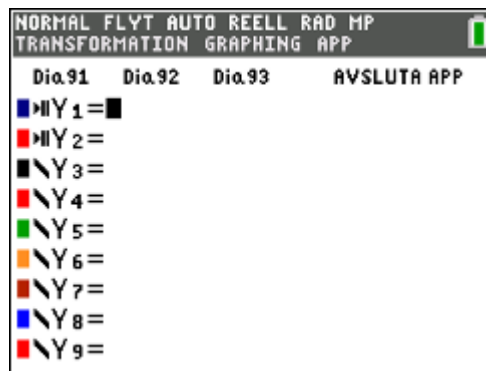 NORMAL FLYT AUTO REELL RAD MP
TRANSFORMATION GRAPHING APP
Dia.91 Dia.92 Dia.93 AVSLUTA APP
Y1=
Y2=
Y3=
Y4=
Y5=
Y6=
Y7=
Y8=
Y9=